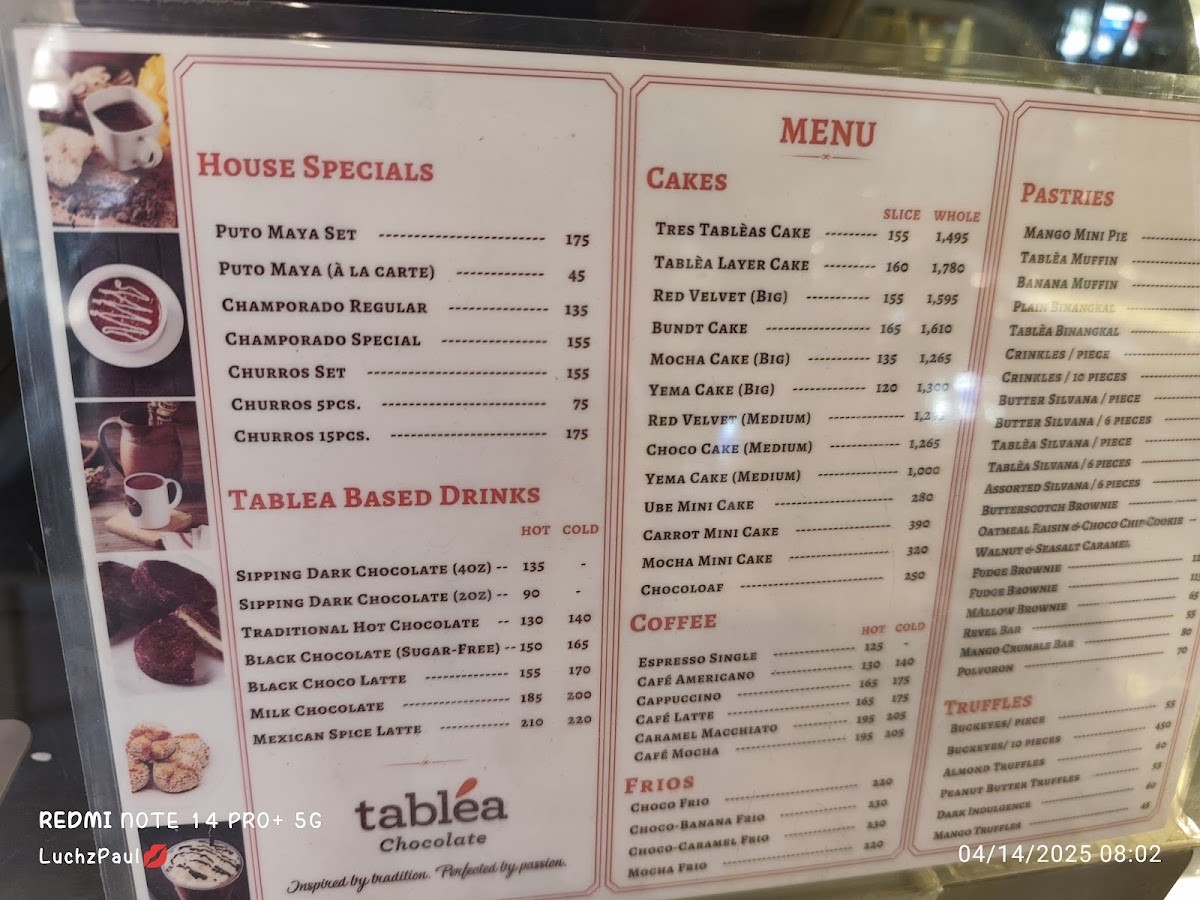 House Specials
Puto Maya Set ---------- 175
Puto Maya (À la carte) ---------- 45
Champorado Regular ---------- 135
Champorado Special ---------- 155
Churros Set ---------- 155
Churros 5pcs. ---------- 75
Churros 15pcs. ---------- 175
Tablea Based Drinks
HOT COLD
Sipping Dark Chocolate (4oz) -- 135 -
Sipping Dark Chocolate (2oz) -- 90 -
Traditional Hot Chocolate -- 130 140
Black Chocolate (Sugar-Free) -- 150 165
Black Choco Latte ---------- 155 170
Milk Chocolate ---------- 185 200
Mexican Spice Latte ---------- 210 220
tabléa
Chocolate
Inspired by tradition. Perfected by passion.
MENU
Cakes
SLICE WHOLE
Tres Tablèas Cake ---------- 155 1,495
Tablèa Layer Cake ---------- 160 1,780
Red Velvet (Big) ---------- 155 1,595
Bundt Cake ---------- 165 1,610
Mocha Cake (Big) ---------- 135 1,265
Yema Cake (Big) ---------- 120 1,300
Red Velvet (Medium) ----------
Choco Cake (Medium) ---------- 1,265
Yema Cake (Medium) ---------- 1,000
Ube Mini Cake ---------- 280
Carrot Mini Cake ---------- 390
Mocha Mini Cake ---------- 320
Chocoloaf ---------- 250
Coffee
HOT COLD
Espresso Single ---------- 125 -
Café Americano ---------- 130 140
Cappuccino ---------- 165 175
Café Latte ---------- 165 175
Caramel Macchiato ---------- 195 205
Café Mocha ---------- 195 205
Frios
Choco Frio ---------- 220
Choco-Banana Frio ---------- 230
Choco-Caramel Frio ---------- 230
Mocha Frio ---------- 220
Pastries
Mango Mini Pie ----------
Tablèa Muffin ----------
Banana Muffin ----------
Plain Binangkal ----------
Tablèa Binangkal ----------
Crinkles / piece ----------
Crinkles / 10 pieces ----------
Butter Silvana / piece ----------
Butter Silvana / 6 pieces ----------
Tablèa Silvana / piece ----------
Tablèa Silvana / 6 pieces ----------
Assorted Silvana / 6 pieces ----------
Butterscotch Brownie ----------
Oatmeal Raisin & Choco Chip Cookie --
Walnut & Seasalt Caramel
Fudge Brownie ----------
Fudge Brownie ----------
Mallow Brownie ---------- 65
Revel Bar ---------- 55
Mango Crumble Bar ---------- 80
Polvoron ---------- 70
Truffles
Buckeyes/ piece ---------- 55
Buckeyes/ 10 pieces ---------- 450
Almond Truffles ---------- 60
Peanut Butter Truffles ---------- 55
Dark Indulgence ---------- 60
Mango Truffles ---------- 45
REDMI NOTE 14 PRO+ 5G
LuchzPaul💋
04/14/2025 08:02